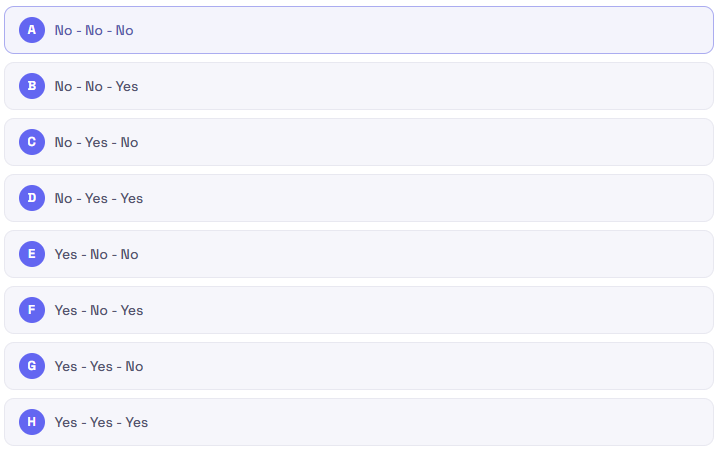 A No - No - No
B No - No - Yes
C No - Yes - No
D No - Yes - Yes
E Yes - No - No
F Yes - No - Yes
G Yes - Yes - No
H Yes - Yes - Yes